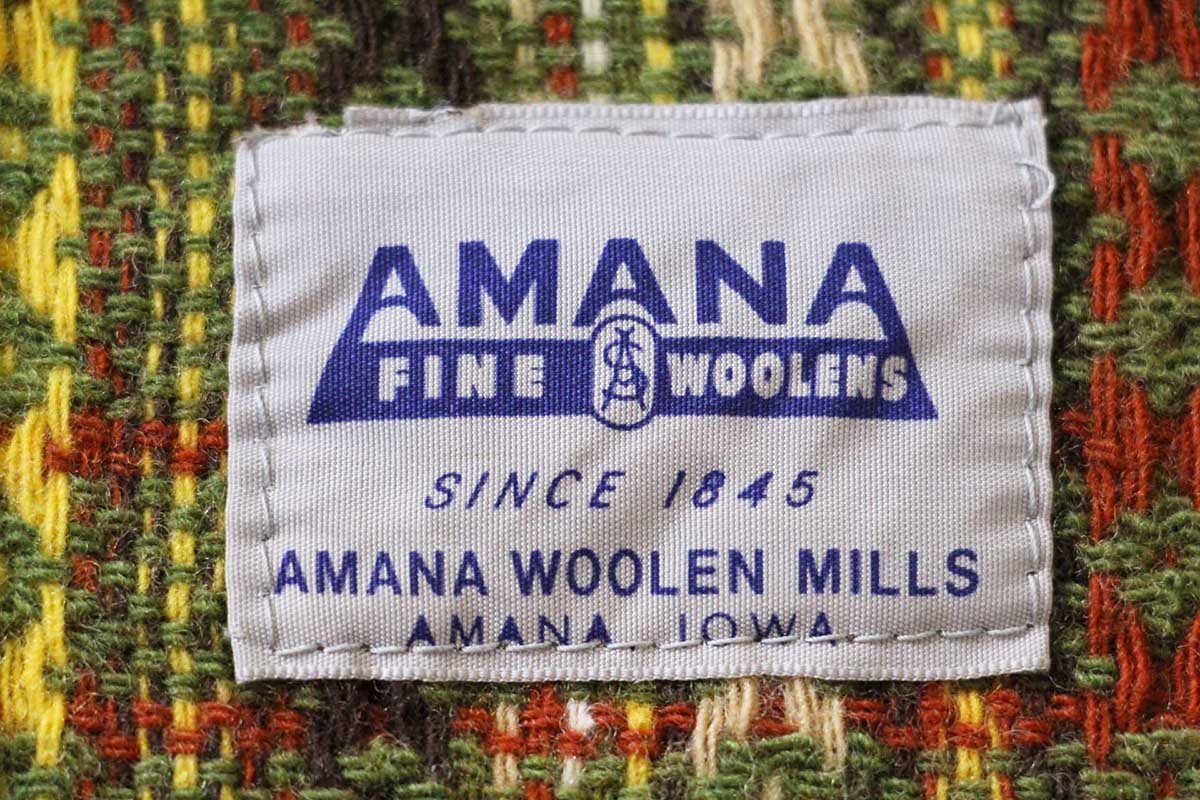 AMANA
FINE WOOLENS
SINCE 1845
AMANA WOOLEN MILLS
AMANA, IOWA